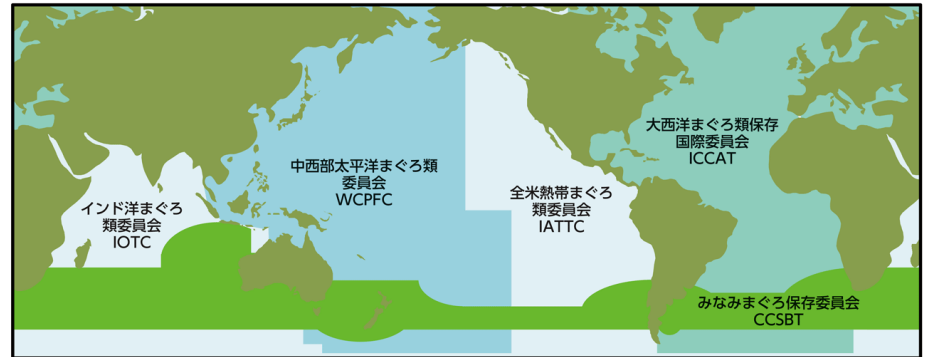 インド洋まぐろ
類委員会
IOTC
中西部太平洋まぐろ類
委員会
WCPFC
全米熱帯まぐろ
類委員会
IATTC
大西洋まぐろ類保存
国際委員会
ICCAT
みなみまぐろ保存委員会
CCSBT